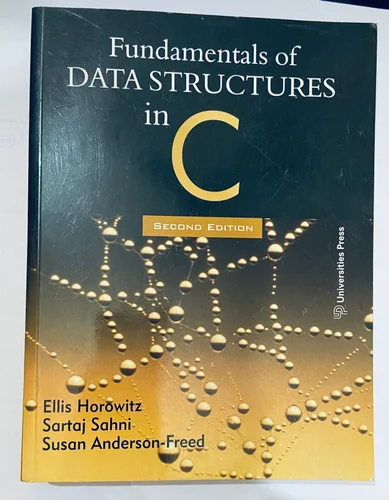 Fundamentals of
DATA STRUCTURES
in
C
SECOND EDITION
Universities Press
Ellis Horowitz
Sartaj Sahni
Susan Anderson-Freed